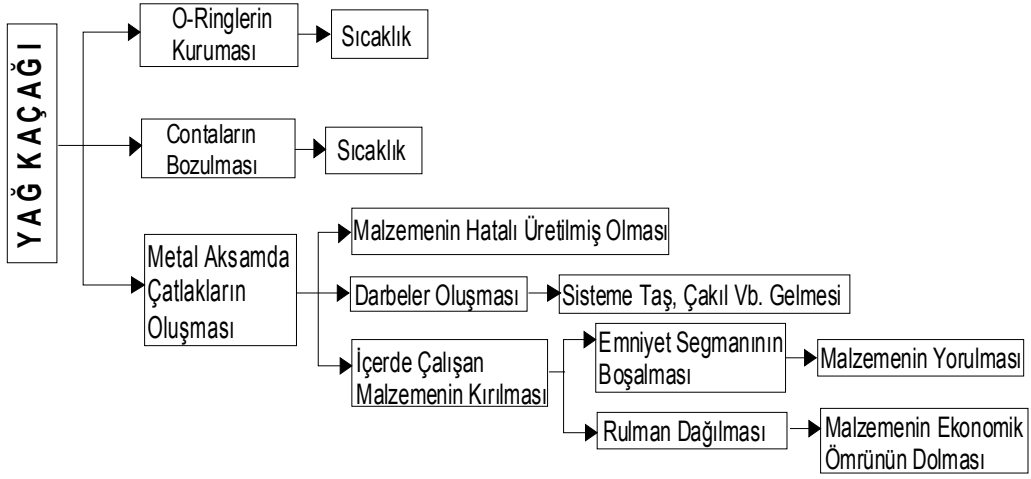 YAĞ KAÇAĞI
O-Ringlerin
Kuruması
Sıcaklık
Contaların
Bozulması
Sıcaklık
Metal Aksamda
Çatlakların
Oluşması
Malzemenin Hatalı Üretilmiş Olması
Darbeler Oluşması
Sisteme Taş, Çakıl Vb. Gelmesi
İçerde Çalışan
Malzemenin Kırılması
Emniyet Segmanının
Boşalması
Malzemenin Yorulması
Rulman Dağılması
Malzemenin Ekonomik
Ömrünün Dolması